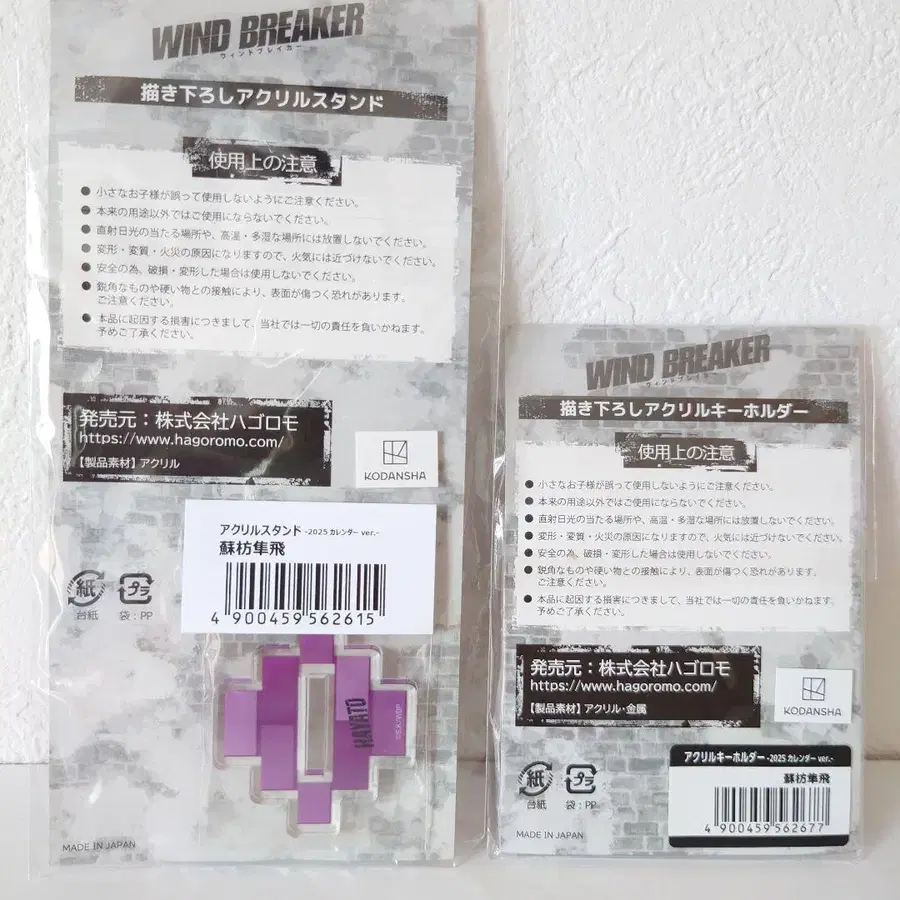 WIND BREAKER
ウィンドブレイカー
描き下ろしアクリルスタンド
使用上の注意
● 小さなお子様が誤って使用しないようにご注意ください。
● 本来の用途以外ではご使用にならないでください。
● 直射日光の当たる場所や、高温・多湿な場所には放置しないでください。
● 変形・変質・火災の原因になりますので、火気には近づけないでください。
● 安全の為、破損・変形した場合は使用しないでください。
● 鋭角なものや硬い物との接触により、表面が傷つく恐れがあります。
ご注意ください。
● 本品に起因する損害につきまして、当社では一切の責任を負いかねます。
予めご了承ください。
発売元：株式会社ハゴロモ
https://www.hagoromo.com/
【製品素材】アクリル
KODANSHA
アクリルスタンド -2025 カレンダー ver.-
蘇枋隼飛
4 900459 562615
紙
台紙
プラ
袋：PP
HAYATO
MADE IN JAPAN
WIND BREAKER
ウィンドブレイカー
描き下ろしアクリルキーホルダー
使用上の注意
● 小さなお子様が誤って使用しないようにご注意ください。
● 本来の用途以外ではご使用にならないでください。
● 直射日光の当たる場所や、高温・多湿な場所には放置しないでください。
● 変形・変質・火災の原因になりますので、火気には近づけないでください。
● 安全の為、破損・変形した場合は使用しないでください。
● 鋭角なものや硬い物との接触により、表面が傷つく恐れがあります。
ご注意ください。
● 本品に起因する損害につきまして、当社では一切の責任を負いかねます。
予めご了承ください。
発売元：株式会社ハゴロモ
https://www.hagoromo.com/
【製品素材】アクリル・金属
KODANSHA
アクリルキーホルダー -2025 カレンダー ver.-
蘇枋隼飛
4 900459 562677
紙
台紙
プラ
袋：PP
MADE IN JAPAN